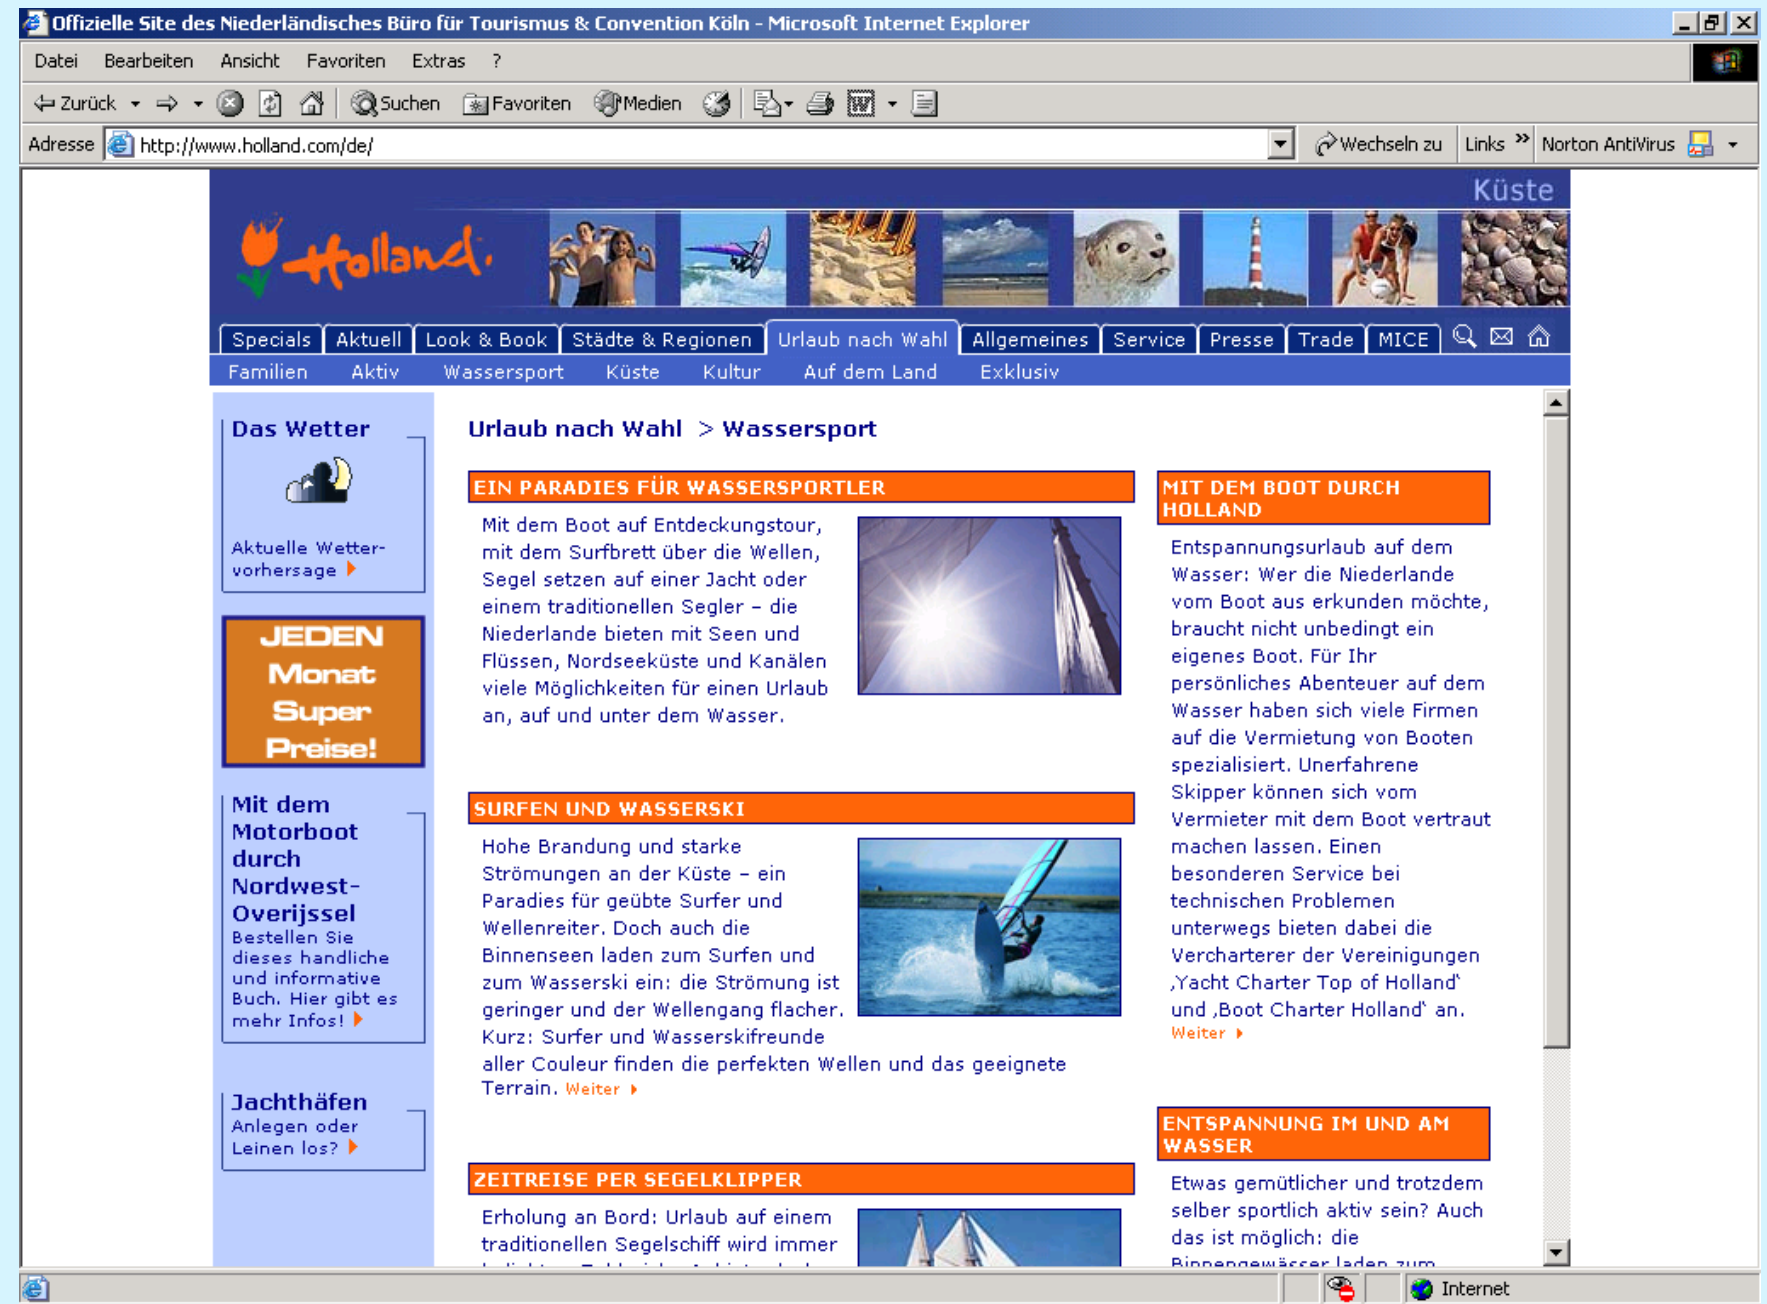 Offizielle Site des Niederländisches Büro für Tourismus & Convention Köln - Microsoft Internet Explorer
Datei Bearbeiten Ansicht Favoriten Extras ?
Zurück Suchen Favoriten Medien
Adresse http://www.holland.com/de/ Wechseln zu Links » Norton AntiVirus
Küste
Holland.
Specials Aktuell Look & Book Städte & Regionen Urlaub nach Wahl Allgemeines Service Presse Trade MICE
Familien Aktiv Wassersport Küste Kultur Auf dem Land Exklusiv
Das Wetter
Aktuelle Wetter-
vorhersage
JEDEN
Monat
Super
Preise!
Mit dem
Motorboot
durch
Nordwest-
Overijssel
Bestellen Sie
dieses handliche
und informative
Buch. Hier gibt es
mehr Infos!
Jachthäfen
Anlegen oder
Leinen los?
Urlaub nach Wahl > Wassersport
EIN PARADIES FÜR WASSERSPORTLER
Mit dem Boot auf Entdeckungstour,
mit dem Surfbrett über die Wellen,
Segel setzen auf einer Jacht oder
einem traditionellen Segler – die
Niederlande bieten mit Seen und
Flüssen, Nordseeküste und Kanälen
viele Möglichkeiten für einen Urlaub
an, auf und unter dem Wasser.
SURFEN UND WASSERSKI
Hohe Brandung und starke
Strömungen an der Küste – ein
Paradies für geübte Surfer und
Wellenreiter. Doch auch die
Binnenseen laden zum Surfen und
zum Wasserski ein: die Strömung ist
geringer und der Wellengang flacher.
Kurz: Surfer und Wasserskifreunde
aller Couleur finden die perfekten Wellen und das geeignete
Terrain. Weiter
ZEITREISE PER SEGELKLIPPER
Erholung an Bord: Urlaub auf einem
traditionellen Segelschiff wird immer
MIT DEM BOOT DURCH
HOLLAND
Entspannungsurlaub auf dem
Wasser: Wer die Niederlande
vom Boot aus erkunden möchte,
braucht nicht unbedingt ein
eigenes Boot. Für Ihr
persönliches Abenteuer auf dem
Wasser haben sich viele Firmen
auf die Vermietung von Booten
spezialisiert. Unerfahrene
Skipper können sich vom
Vermieter mit dem Boot vertraut
machen lassen. Einen
besonderen Service bei
technischen Problemen
unterwegs bieten dabei die
Vercharterer der Vereinigungen
‚Yacht Charter Top of Holland‘
und ‚Boot Charter Holland‘ an.
Weiter
ENTSPANNUNG IM UND AM
WASSER
Etwas gemütlicher und trotzdem
selber sportlich aktiv sein? Auch
das ist möglich: die
Binnengewässer laden zum
Internet